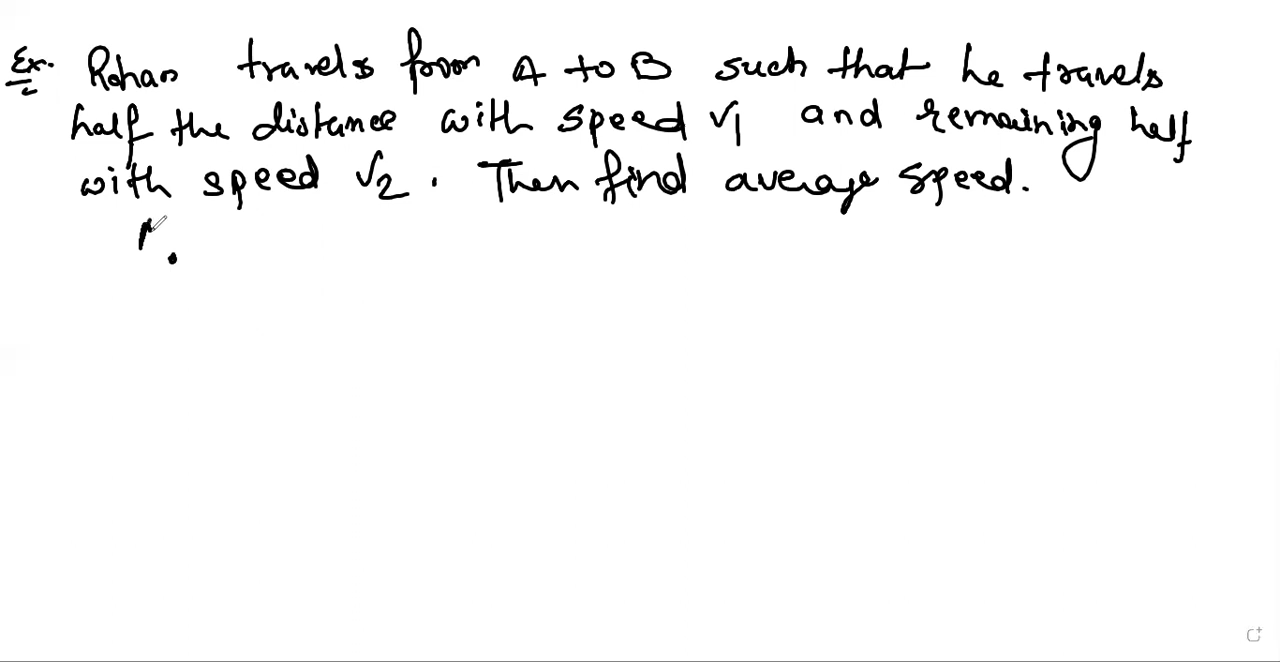 Ex. Rohan travels from A to B such that he travels
half the distance with speed v1 and remaining half
with speed v2. Then find average speed.